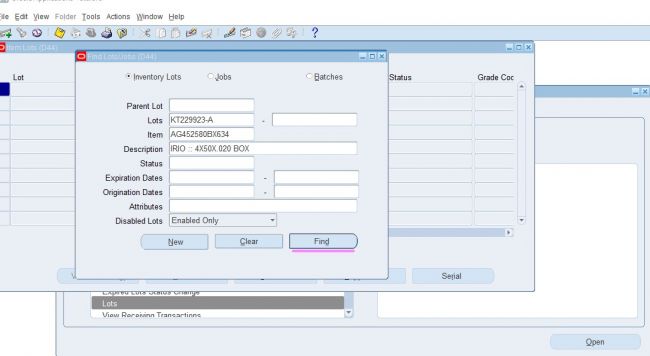 File Edit View Folder Tools Actions Window Help
Item Lots (D44)
Find Lots/Jobs (D44)
Lot
Status
Grade Coc
Inventory Lots
Jobs
Batches
Parent Lot
Lots KT229923-A -
Item AG452580BX634
Description IRIO :: 4X50X.020 BOX
Status
Expiration Dates -
Origination Dates -
Attributes
Disabled Lots Enabled Only
New Clear Find
Serial
Expired Lots Status Change
Lots
View Receiving Transactions
Open